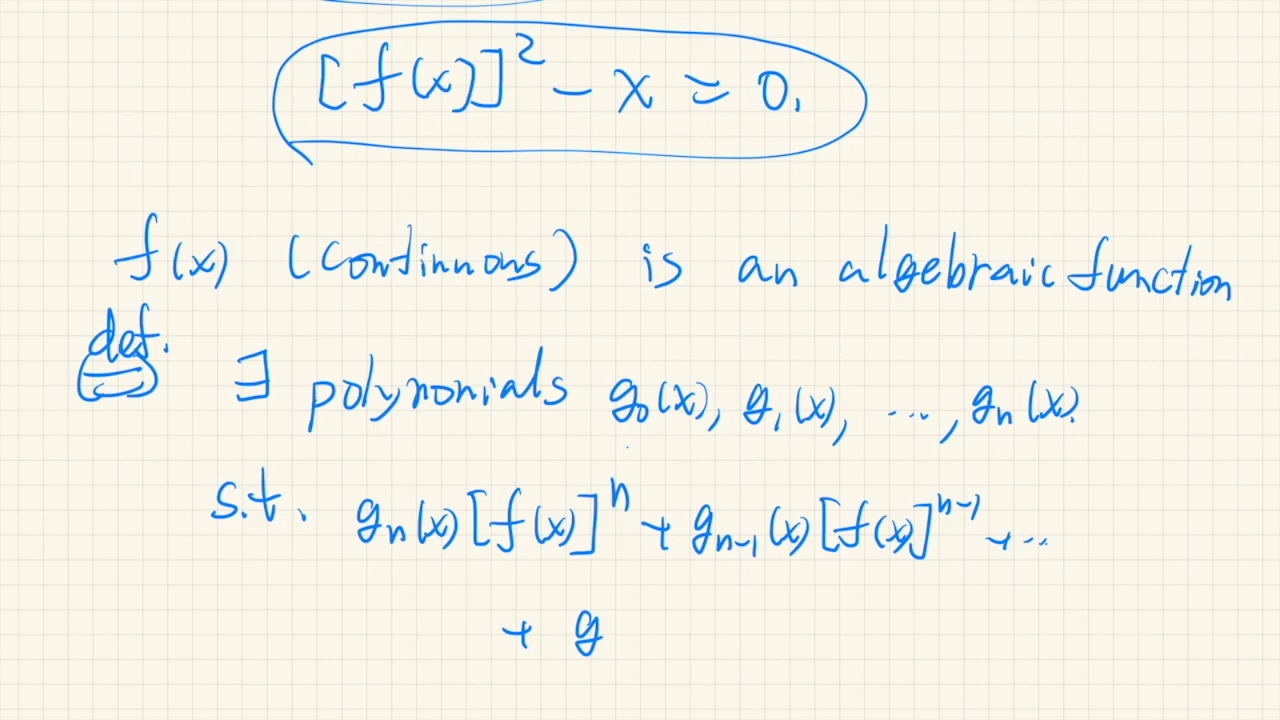 [f(x)]² - x = 0.
f(x) (continuous) is an algebraic function
def.
∃ polynomials g₀(x), g₁(x), ..., gₙ(x).
s.t. gₙ(x)[f(x)]ⁿ + gₙ₋₁(x)[f(x)]ⁿ⁻¹ + ...
+ g